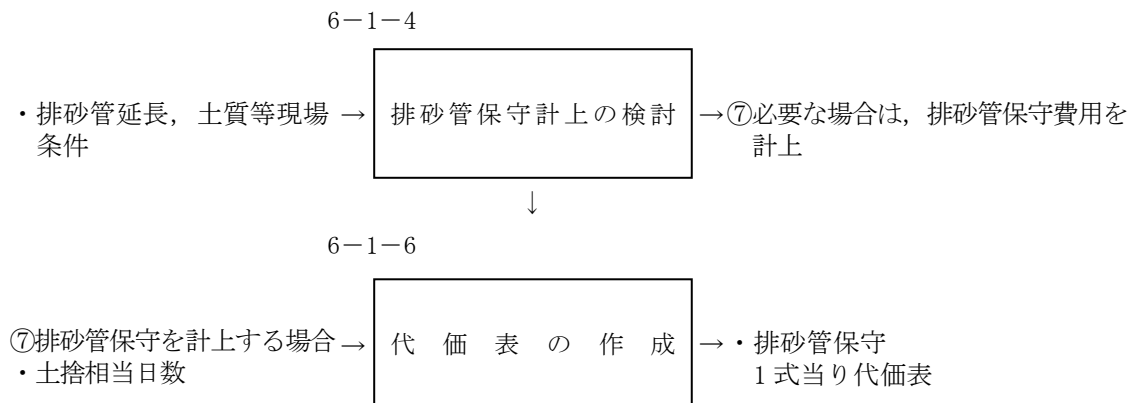 6－1－4
・排砂管延長，土質等現場 → 排砂管保守計上の検討 →⑦必要な場合は，排砂管保守費用を
条件 計上
↓
6－1－6
⑦排砂管保守を計上する場合→ 代価表の作成 →・排砂管保守
・土捨相当日数 1式当り代価表